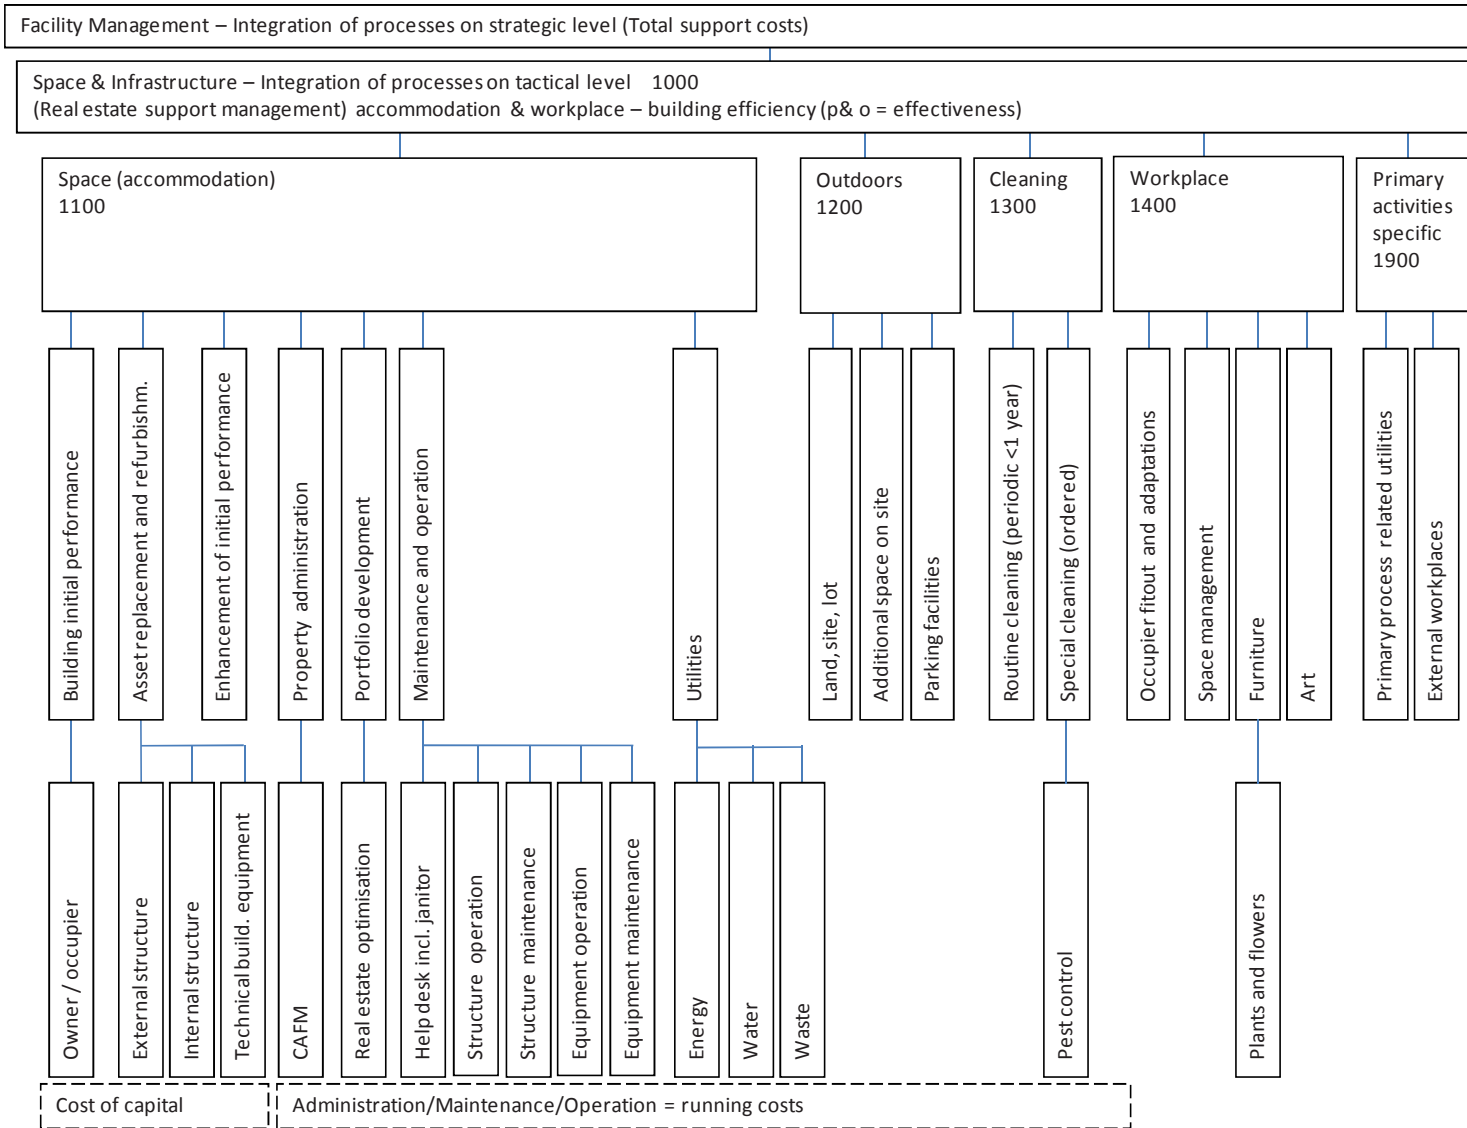 Facility Management – Integration of processes on strategic level (Total support costs)
Space & Infrastructure – Integration of processes on tactical level 1000
(Real estate support management) accommodation & workplace – building efficiency (p& o = effectiveness)
Space (accommodation)
1100
Outdoors
1200
Cleaning
1300
Workplace
1400
Primary
activities
specific
1900
Building initial performance
Asset replacement and refurbishm.
Enhancement of initial performance
Property administration
Portfolio development
Maintenance and operation
Utilities
Land, site, lot
Additional space on site
Parking facilities
Routine cleaning (periodic <1 year)
Special cleaning (ordered)
Occupier fitout and adaptations
Space management
Furniture
Art
Primary process related utilities
External workplaces
Owner / occupier
External structure
Internal structure
Technical build. equipment
CAFM
Real estate optimisation
Help desk incl. janitor
Structure operation
Structure maintenance
Equipment operation
Equipment maintenance
Energy
Water
Waste
Pest control
Plants and flowers
Cost of capital
Administration/Maintenance/Operation = running costs